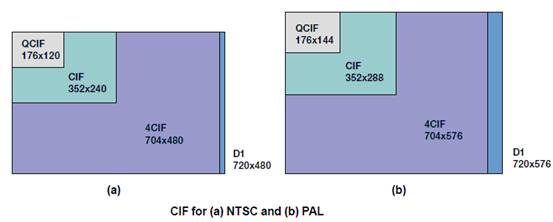 QCIF
176x120
CIF
352x240
4CIF
704x480
D1
720x480
(a)
QCIF
176x144
CIF
352x288
4CIF
704x576
D1
720x576
(b)
CIF for (a) NTSC and (b) PAL